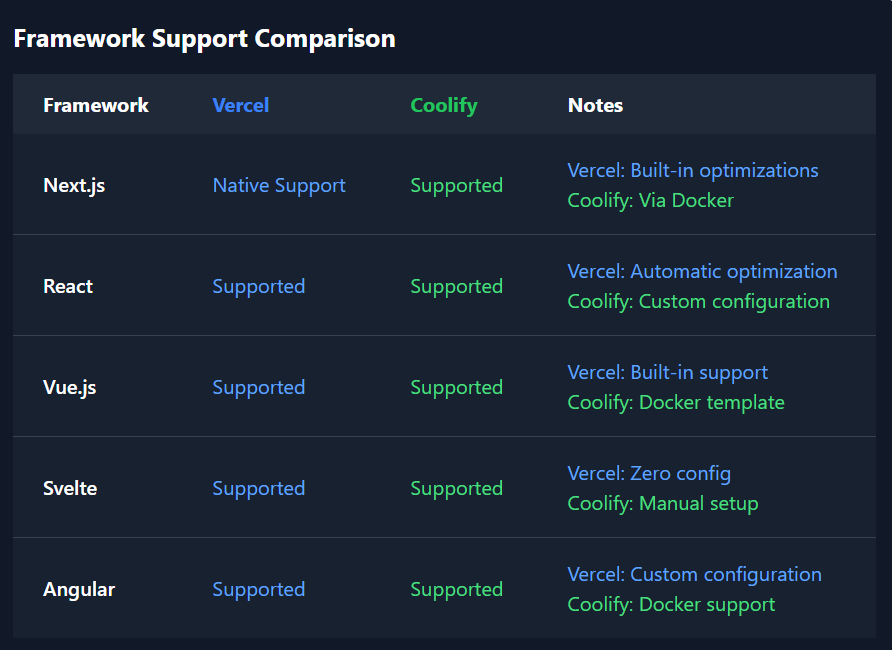 Framework Support Comparison
Framework Vercel Coolify Notes
Next.js Native Support Supported Vercel: Built-in optimizations
Coolify: Via Docker
React Supported Supported Vercel: Automatic optimization
Coolify: Custom configuration
Vue.js Supported Supported Vercel: Built-in support
Coolify: Docker template
Svelte Supported Supported Vercel: Zero config
Coolify: Manual setup
Angular Supported Supported Vercel: Custom configuration
Coolify: Docker support